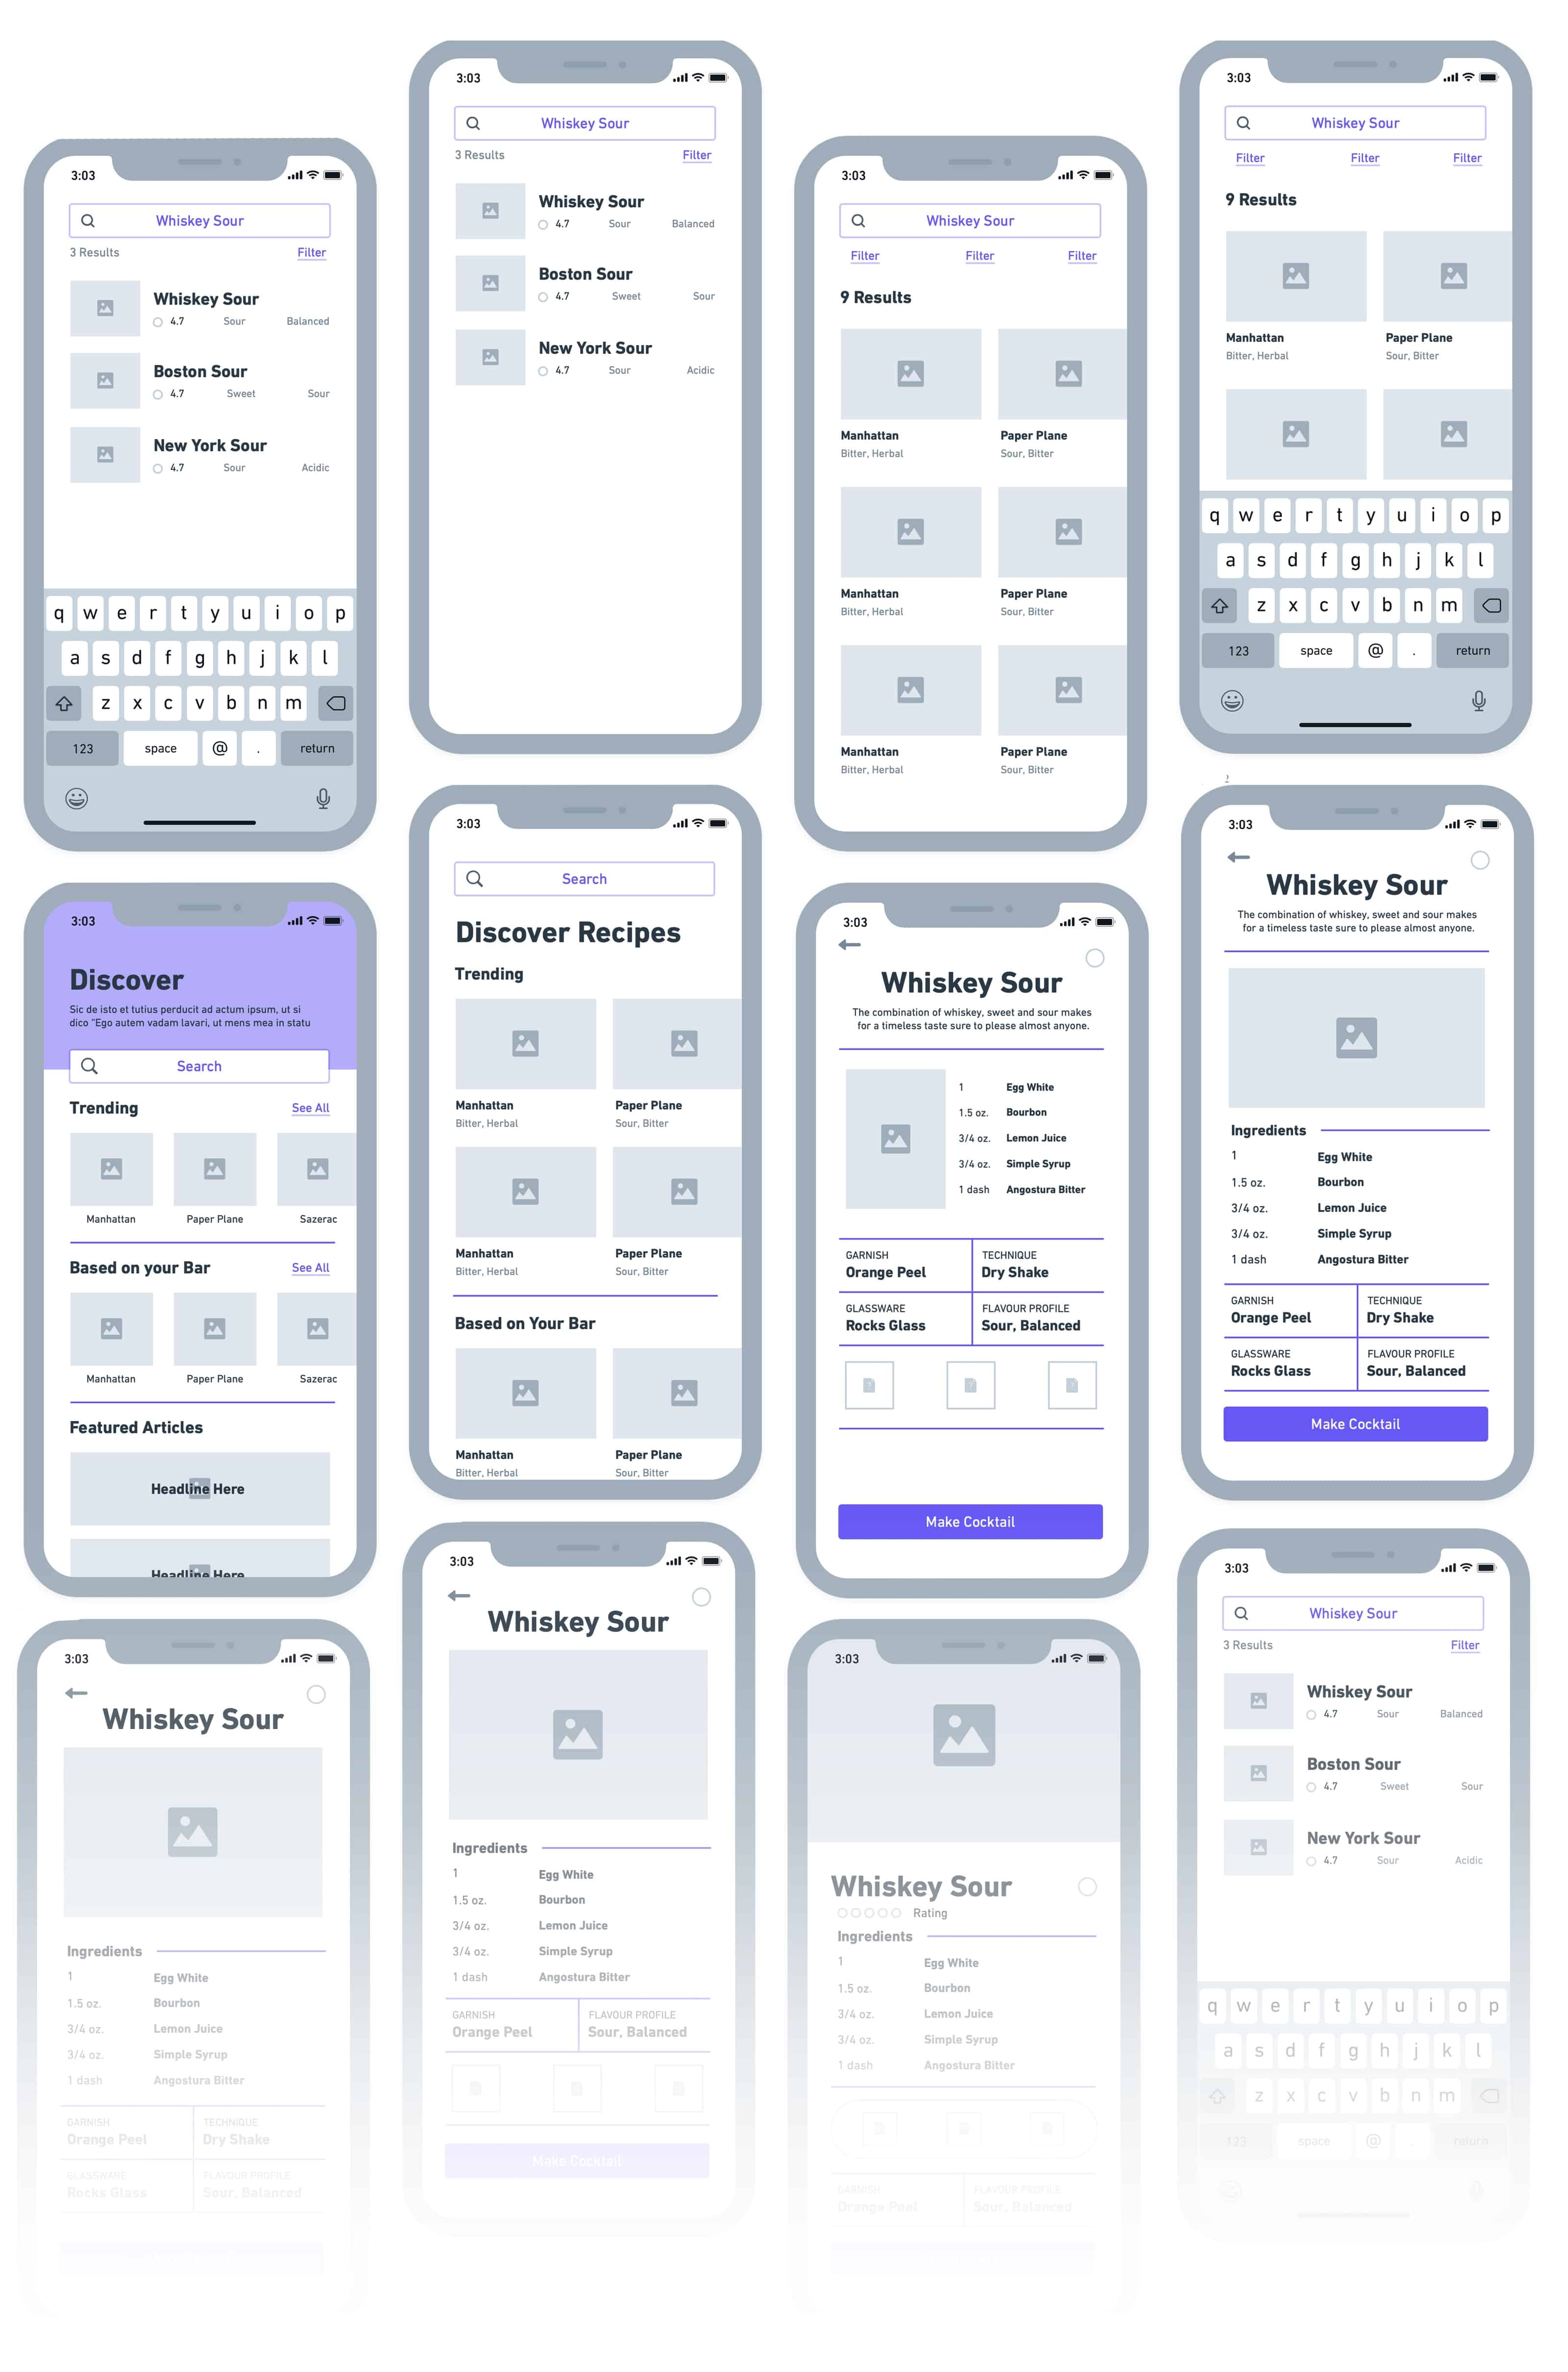 3:03
Whiskey Sour
3 Results Filter
Whiskey Sour
4.7 Sour Balanced
Boston Sour
4.7 Sweet Sour
New York Sour
4.7 Sour Acidic
q w e r t y u i o p
a s d f g h j k l
z x c v b n m
123 space @ . return
3:03
Whiskey Sour
3 Results Filter
Whiskey Sour
4.7 Sour Balanced
Boston Sour
4.7 Sweet Sour
New York Sour
4.7 Sour Acidic
3:03
Whiskey Sour
Filter Filter Filter
9 Results
Manhattan Paper Plane
Bitter, Herbal Sour, Bitter
Manhattan Paper Plane
Bitter, Herbal Sour, Bitter
Manhattan Paper Plane
Bitter, Herbal Sour, Bitter
3:03
Whiskey Sour
Filter Filter Filter
9 Results
Manhattan Paper Plane
Bitter, Herbal Sour, Bitter
q w e r t y u i o p
a s d f g h j k l
z x c v b n m
123 space @ . return
3:03
Discover
Sic de isto et tutius perducit ad actum ipsum, ut si
dico "Ego autem vadam lavari, ut mens mea in statu
Search
Trending See All
Manhattan Paper Plane Sazerac
Based on your Bar See All
Manhattan Paper Plane Sazerac
Featured Articles
Headline Here
Headline Here
3:03
Search
Discover Recipes
Trending
Manhattan Paper Plane
Bitter, Herbal Sour, Bitter
Manhattan Paper Plane
Bitter, Herbal Sour, Bitter
Based on Your Bar
Manhattan Paper Plane
Bitter, Herbal Sour, Bitter
3:03
Whiskey Sour
The combination of whiskey, sweet and sour makes
for a timeless taste sure to please almost anyone.
1 Egg White
1.5 oz. Bourbon
3/4 oz. Lemon Juice
3/4 oz. Simple Syrup
1 dash Angostura Bitter
GARNISH TECHNIQUE
Orange Peel Dry Shake
GLASSWARE FLAVOUR PROFILE
Rocks Glass Sour, Balanced
Make Cocktail
2
3:03
Whiskey Sour
The combination of whiskey, sweet and sour makes
for a timeless taste sure to please almost anyone.
Ingredients
1 Egg White
1.5 oz. Bourbon
3/4 oz. Lemon Juice
3/4 oz. Simple Syrup
1 dash Angostura Bitter
GARNISH TECHNIQUE
Orange Peel Dry Shake
GLASSWARE FLAVOUR PROFILE
Rocks Glass Sour, Balanced
Make Cocktail
3:03
Whiskey Sour
Ingredients
1 Egg White
1.5 oz. Bourbon
3/4 oz. Lemon Juice
3/4 oz. Simple Syrup
1 dash Angostura Bitter
GARNISH TECHNIQUE
Orange Peel Dry Shake
GLASSWARE FLAVOUR PROFILE
Rocks Glass Sour, Balanced
3:03
Whiskey Sour
Ingredients
1 Egg White
1.5 oz. Bourbon
3/4 oz. Lemon Juice
3/4 oz. Simple Syrup
1 dash Angostura Bitter
GARNISH FLAVOUR PROFILE
Orange Peel Sour, Balanced
Make Cocktail
3:03
Whiskey Sour
Rating
Ingredients
1 Egg White
1.5 oz. Bourbon
3/4 oz. Lemon Juice
3/4 oz. Simple Syrup
1 dash Angostura Bitter
GARNISH FLAVOUR PROFILE
Orange Peel Sour, Balanced
3:03
Whiskey Sour
3 Results Filter
Whiskey Sour
4.7 Sour Balanced
Boston Sour
4.7 Sweet Sour
New York Sour
4.7 Sour Acidic
q w e r t y u i o p
a s d f g h j k l
z x c v b n m
123 space @ . return